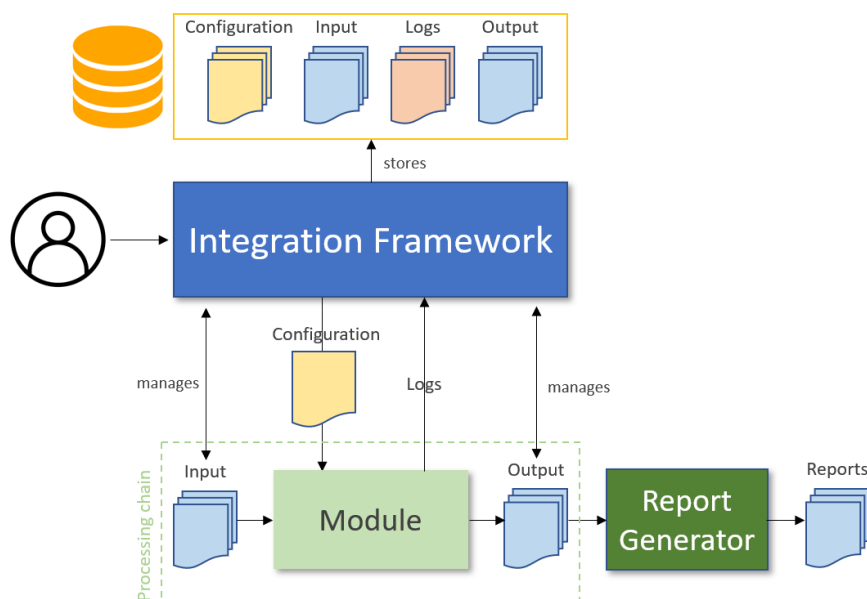 Configuration
Input
Logs
Output
stores
Integration Framework
Configuration
manages
Logs
manages
Processing chain
Input
Module
Output
Report
Generator
Reports